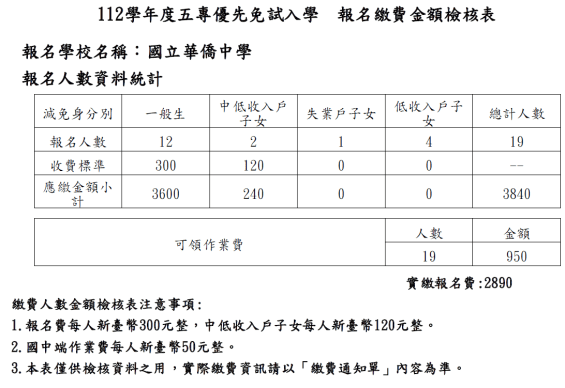 112學年度五專優先免試入學　報名繳費金額檢核表
報名學校名稱：國立華僑中學
報名人數資料統計
減免身分別 一般生 中低收入戶子女 失業戶子女 低收入戶子女 總計人數
報名人數 12 2 1 4 19
收費標準 300 120 0 0 --
應繳金額小計 3600 240 0 0 3840
可領作業費 人數 金額
19 950
實繳報名費:2890
繳費人數金額檢核表注意事項:
1.報名費每人新臺幣300元整，中低收入戶子女每人新臺幣120元整。
2.國中端作業費每人新臺幣50元整。
3.本表僅供檢核資料之用，實際繳費資訊請以「繳費通知單」內容為準。